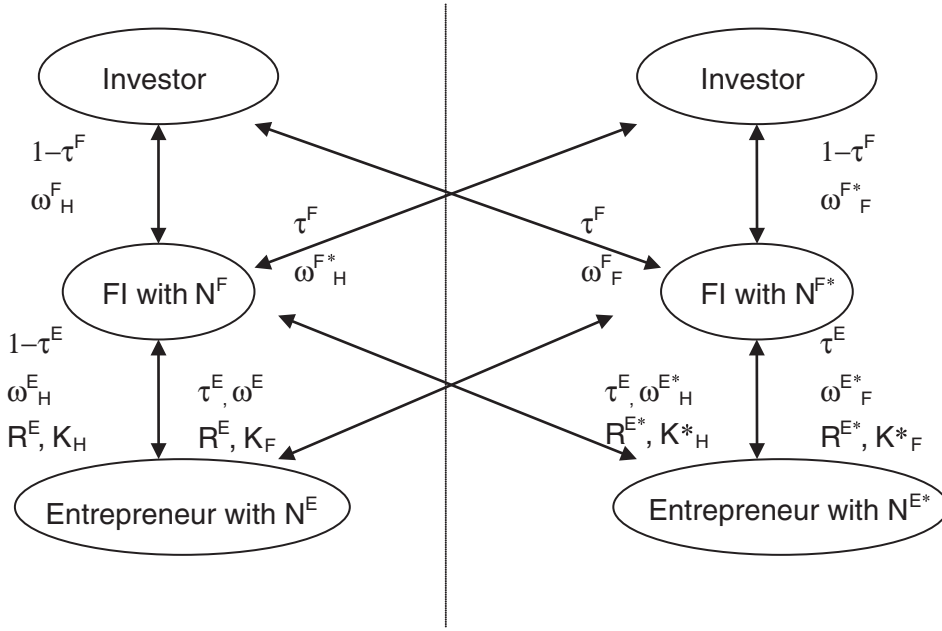 Investor
Investor
1–τ^F
ω^F_H
1–τ^F
ω^F*_F
τ^F
ω^F*_H
τ^F
ω^F_F
FI with N^F
FI with N^F*
1–τ^E
ω^E_H
R^E, K_H
τ^E, ω^E
R^E, K_F
τ^E, ω^E*_H
R^E*, K*_H
τ^E
ω^E*_F
R^E*, K*_F
Entrepreneur with N^E
Entrepreneur with N^E*